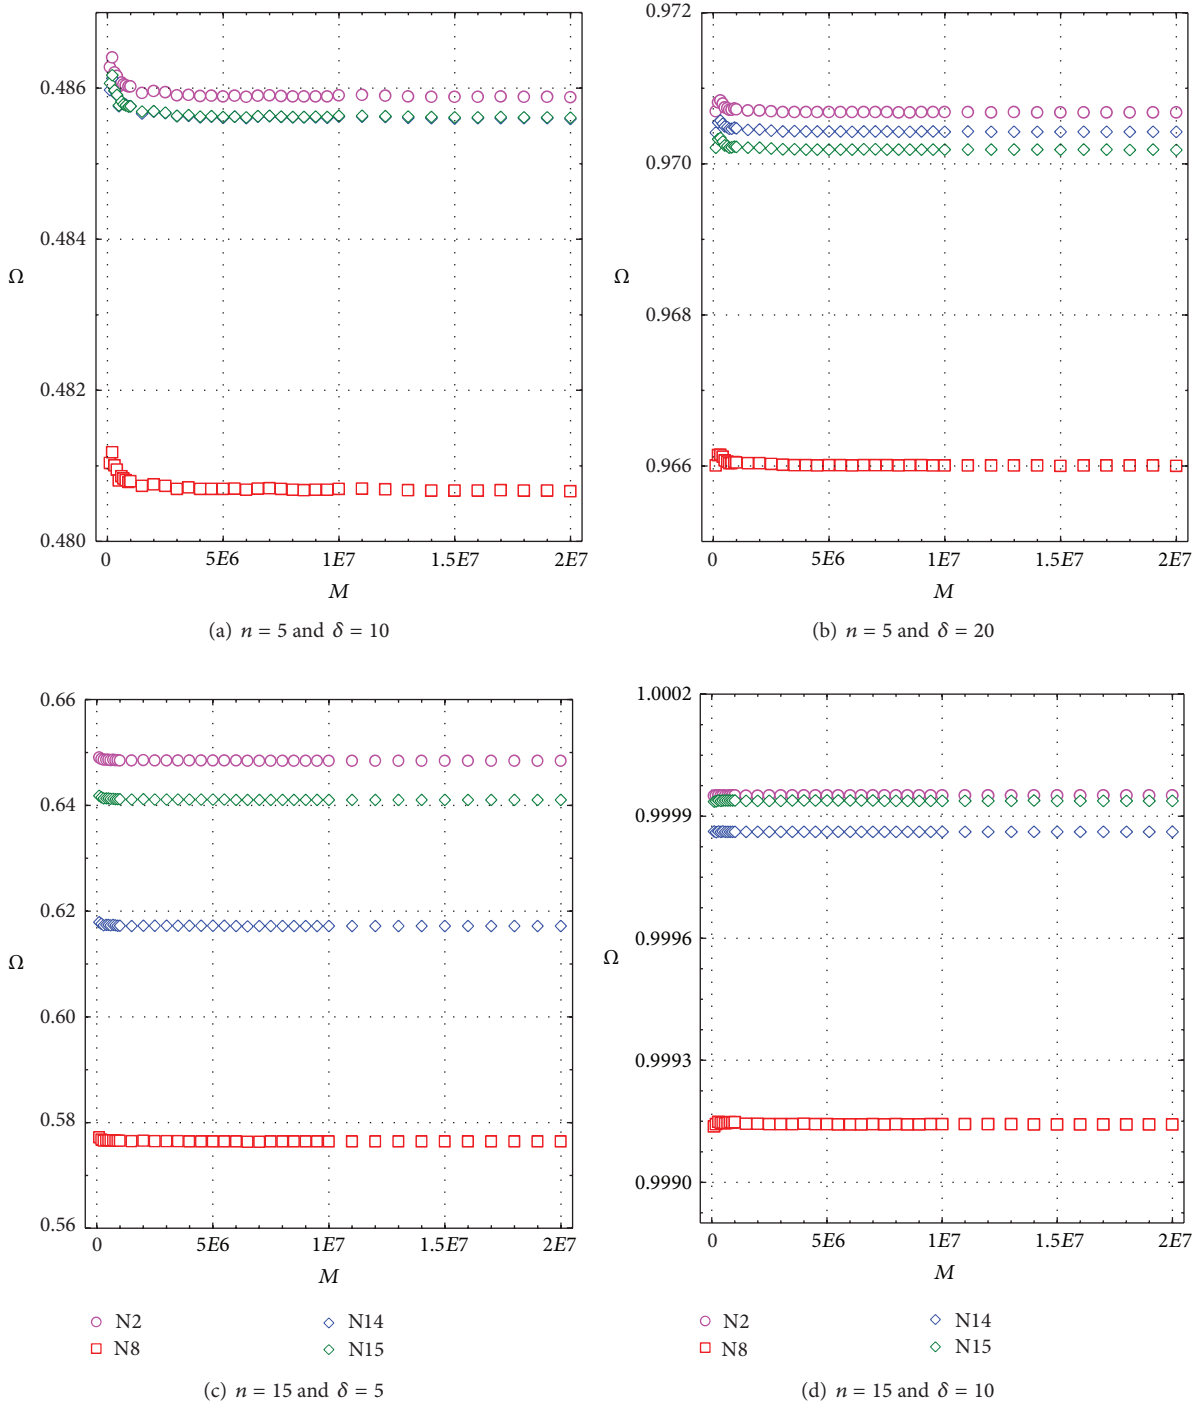 0.486
0.484
Ω
0.482
0.480
0
5E6
1E7
1.5E7
2E7
M
(a) n = 5 and δ = 10
0.972
0.970
0.968
Ω
0.966
0
5E6
1E7
1.5E7
2E7
M
(b) n = 5 and δ = 20
0.66
0.64
0.62
Ω
0.60
0.58
0.56
0
5E6
1E7
1.5E7
2E7
M
N2
N14
N8
N15
(c) n = 15 and δ = 5
1.0002
0.9999
0.9996
Ω
0.9993
0.9990
0
5E6
1E7
1.5E7
2E7
M
N2
N14
N8
N15
(d) n = 15 and δ = 10